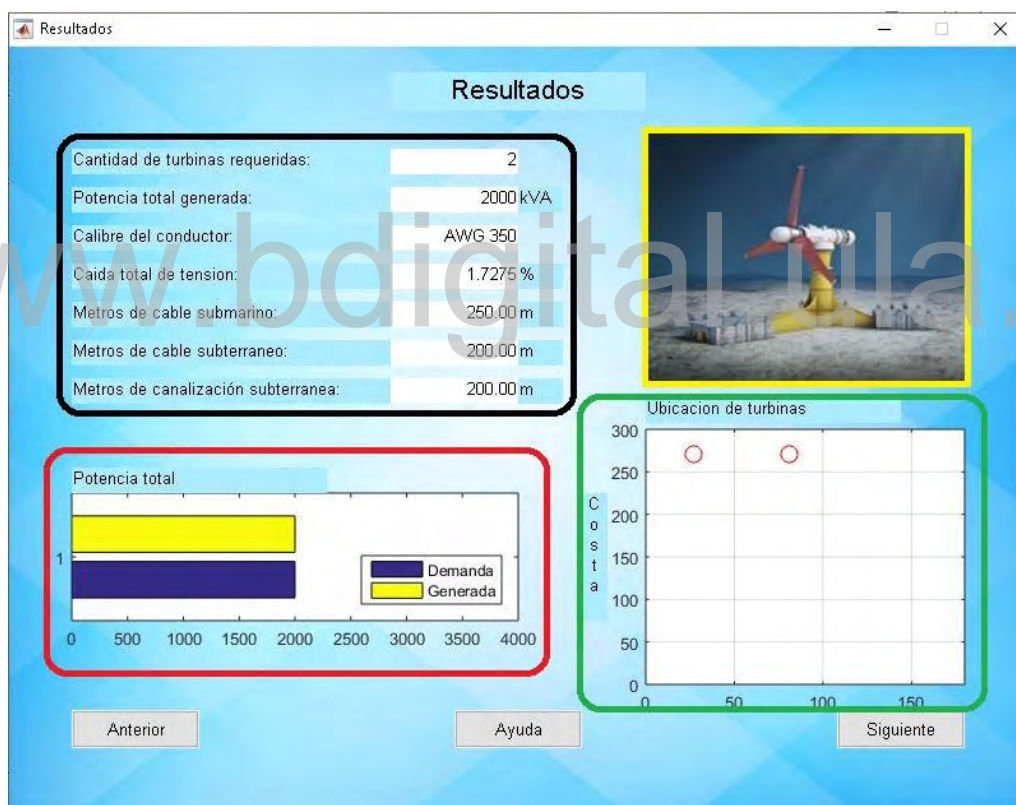 Resultados
Resultados
Cantidad de turbinas requeridas: 2
Potencia total generada: 2000 kVA
Calibre del conductor: AWG 350
Caida total de tension: 1.7275 %
Metros de cable submarino: 250.00 m
Metros de cable subterraneo: 200.00 m
Metros de canalización subterranea: 200.00 m
www.bdigital.ula.
Potencia total
1
Demanda
Generada
0 500 1000 1500 2000 2500 3000 3500 4000
Ubicacion de turbinas
Costa
300
250
200
150
100
50
0
0 50 100 150
Anterior
Ayuda
Siguiente